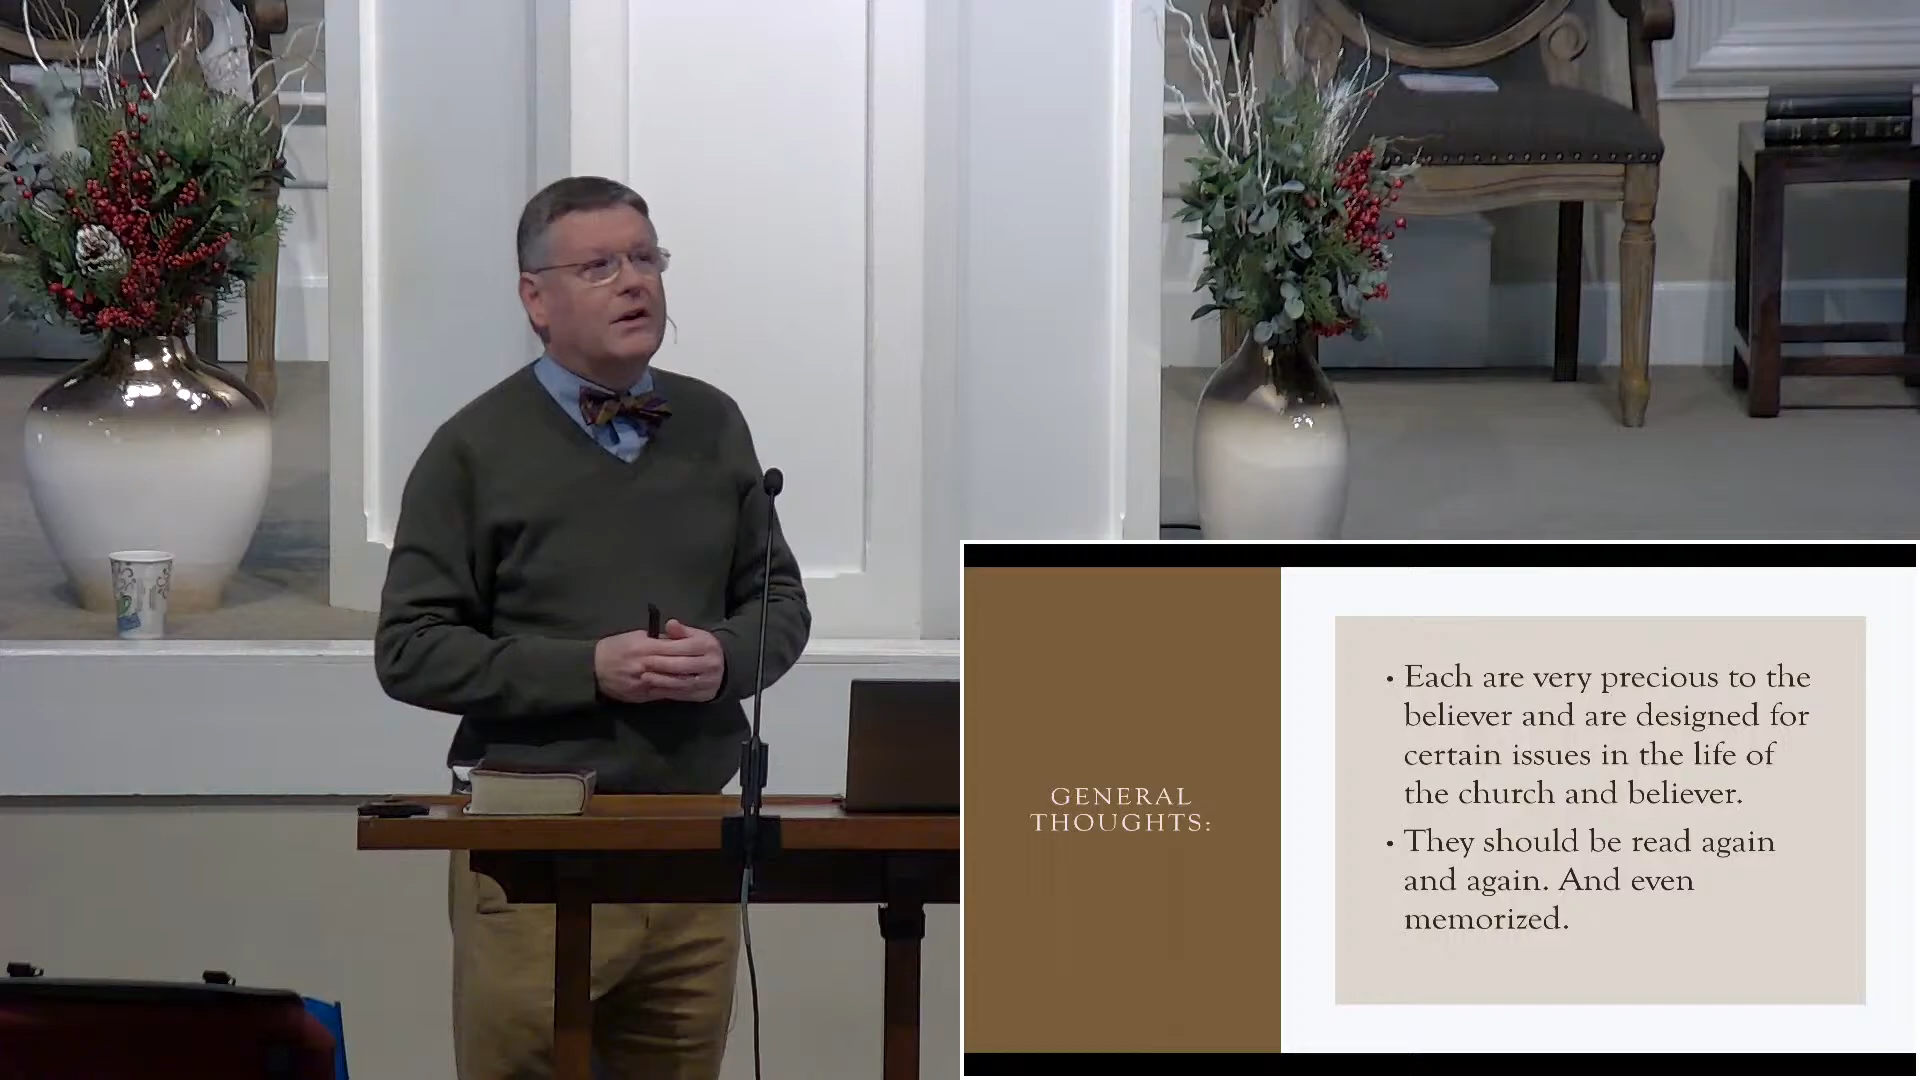 GENERAL
THOUGHTS:
• Each are very precious to the
believer and are designed for
certain issues in the life of
the church and believer.
• They should be read again
and again. And even
memorized.